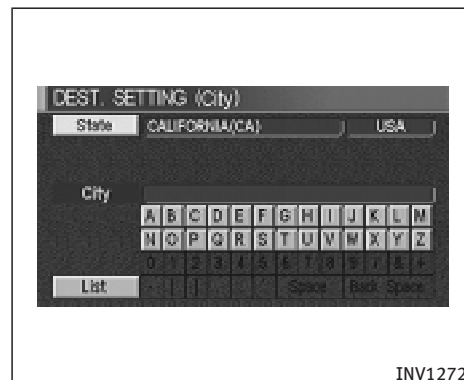 DEST. SETTING (City)
State CALIFORNIA(CA) USA
City
A B C D E F G H I J K L M
N O P Q R S T U V W X Y Z
0 1 2 3 4 5 6 7 8 9 & +
List Space Back Space
INV1272